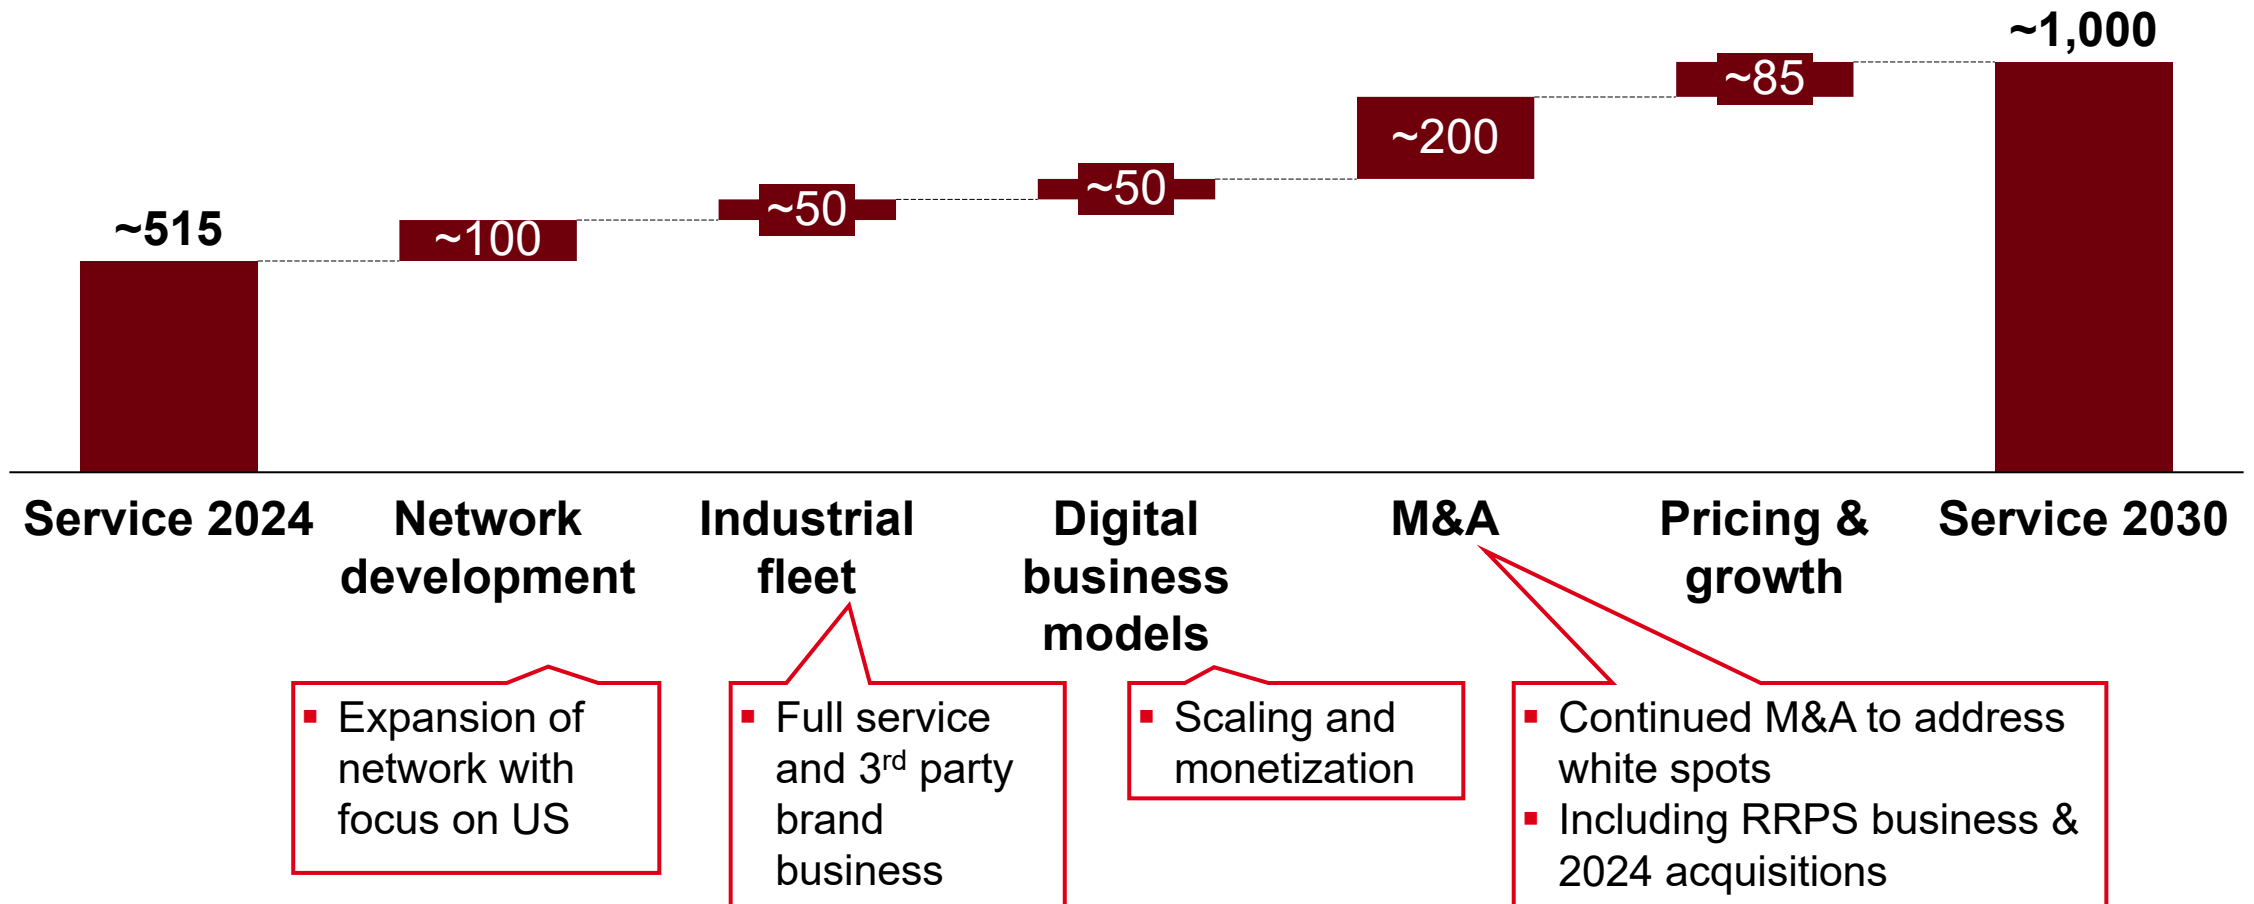 ~1,000
~85
~200
~50
~50
~100
~515
Service 2024
Network
development
Industrial
fleet
Digital
business
models
M&A
Pricing &
growth
Service 2030
▪ Expansion of
network with
focus on US
▪ Full service
and 3rd party
brand
business
▪ Scaling and
monetization
▪ Continued M&A to address
white spots
▪ Including RRPS business &
2024 acquisitions